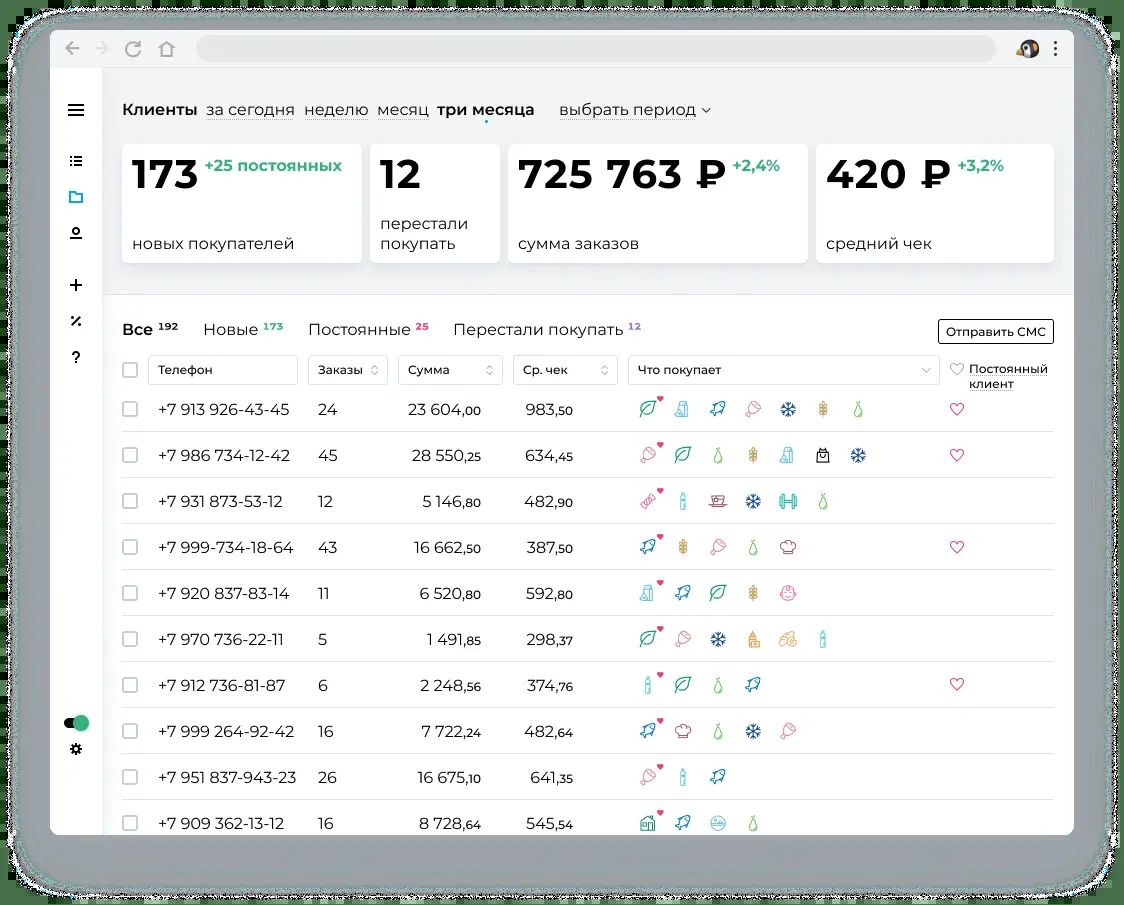 Клиенты за сегодня неделю месяц три месяца выбрать период
173 +25 постоянных
новых покупателей
12
перестали
покупать
725 763 ₽ +2,4%
сумма заказов
420 ₽ +3,2%
средний чек
Все 192 Новые 173 Постоянные 25 Перестали покупать 12
Отправить СМС
Телефон Заказы Сумма Ср. чек Что покупает
Постоянный
клиент
+7 913 926-43-45 24 23 604,00 983,50
+7 986 734-12-42 45 28 550,25 634,45
+7 931 873-53-12 12 5 146,80 482,90
+7 999-734-18-64 43 16 662,50 387,50
+7 920 837-83-14 11 6 520,80 592,80
+7 970 736-22-11 5 1 491,85 298,37
+7 912 736-81-87 6 2 248,56 374,76
+7 999 264-92-42 16 7 722,24 482,64
+7 951 837-943-23 26 16 675,10 641,35
+7 909 362-13-12 16 8 728,64 545,54